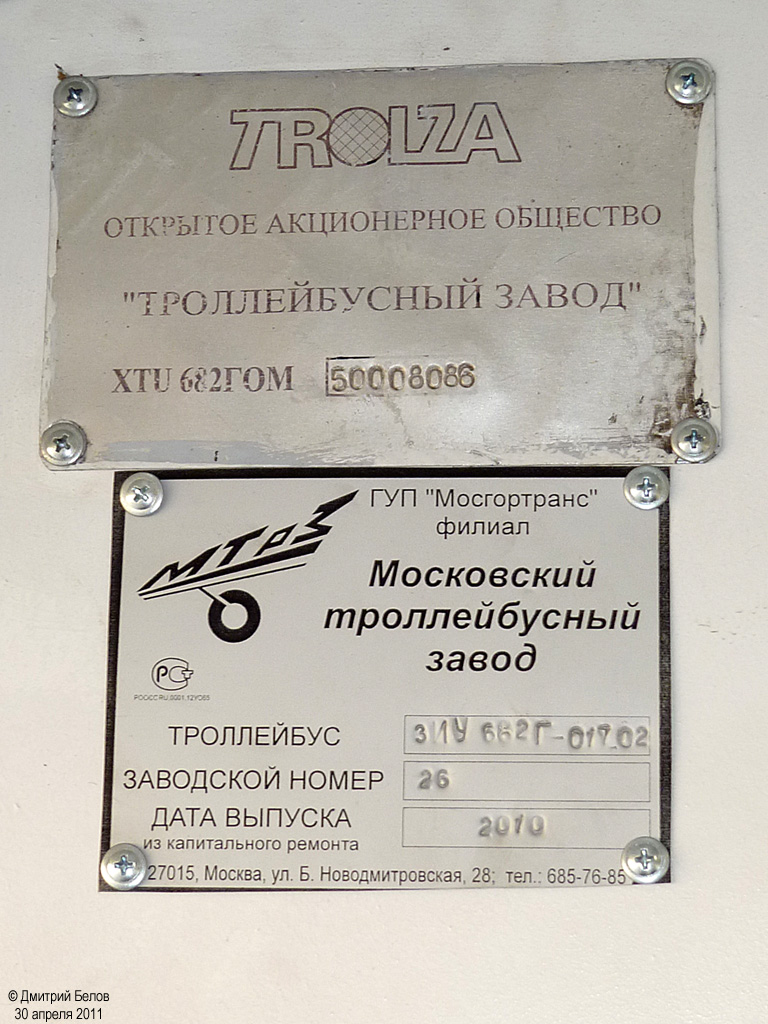 TROLZA
ОТКРЫТОЕ АКЦИОНЕРНОЕ ОБЩЕСТВО
"ТРОЛЛЕЙБУСНЫЙ ЗАВОД"
XTU 682ГОМ 50008086
МТрЗ
ГУП "Мосгортранс"
филиал
Московский
троллейбусный
завод
РСТ
ТРОЛЛЕЙБУС ЗИУ 682Г-017.02
ЗАВОДСКОЙ НОМЕР 26
ДАТА ВЫПУСКА 2010
из капитального ремонта
27015, Москва, ул. Б. Новодмитровская, 28; тел.: 685-76-85
© Дмитрий Белов
30 апреля 2011